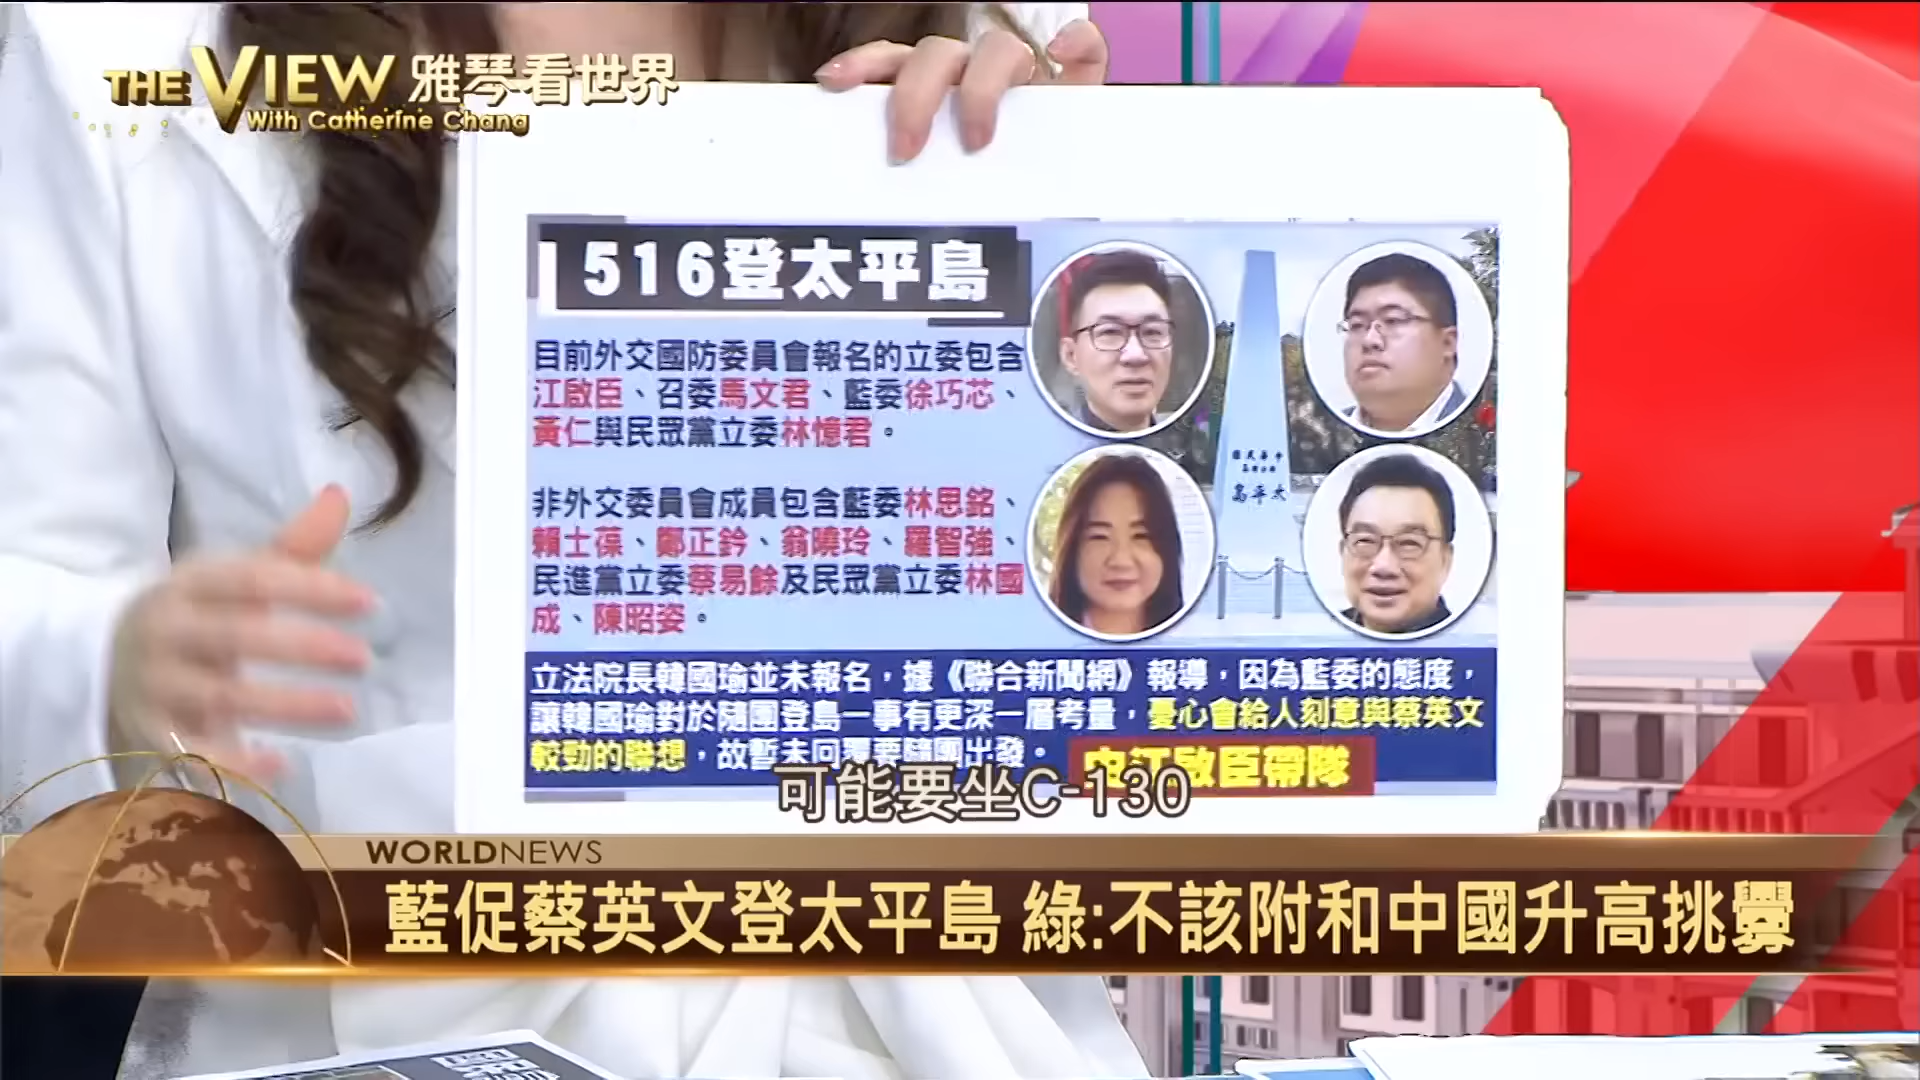 THE VIEW 雅琴看世界
With Catherine Chang
516登太平島
目前外交國防委員會報名的立委包含
江啟臣、召委馬文君、藍委徐巧芯、
黃仁與民眾黨立委林憶君。
非外交委員會成員包含藍委林思銘、
賴士葆、鄭正鈐、翁曉玲、羅智強、
民進黨立委蔡易餘及民眾黨立委林國
成、陳昭姿。
太平島
立法院長韓國瑜並未報名，據《聯合新聞網》報導，因為藍委的態度，
讓韓國瑜對於隨團登島一事有更深一層考量，憂心會給人刻意與蔡英文
較勁的聯想，故暫未回覆要隨團出發。
由江啟臣帶隊
可能要坐C-130
WORLDNEWS
藍促蔡英文登太平島 綠:不該附和中國升高挑釁